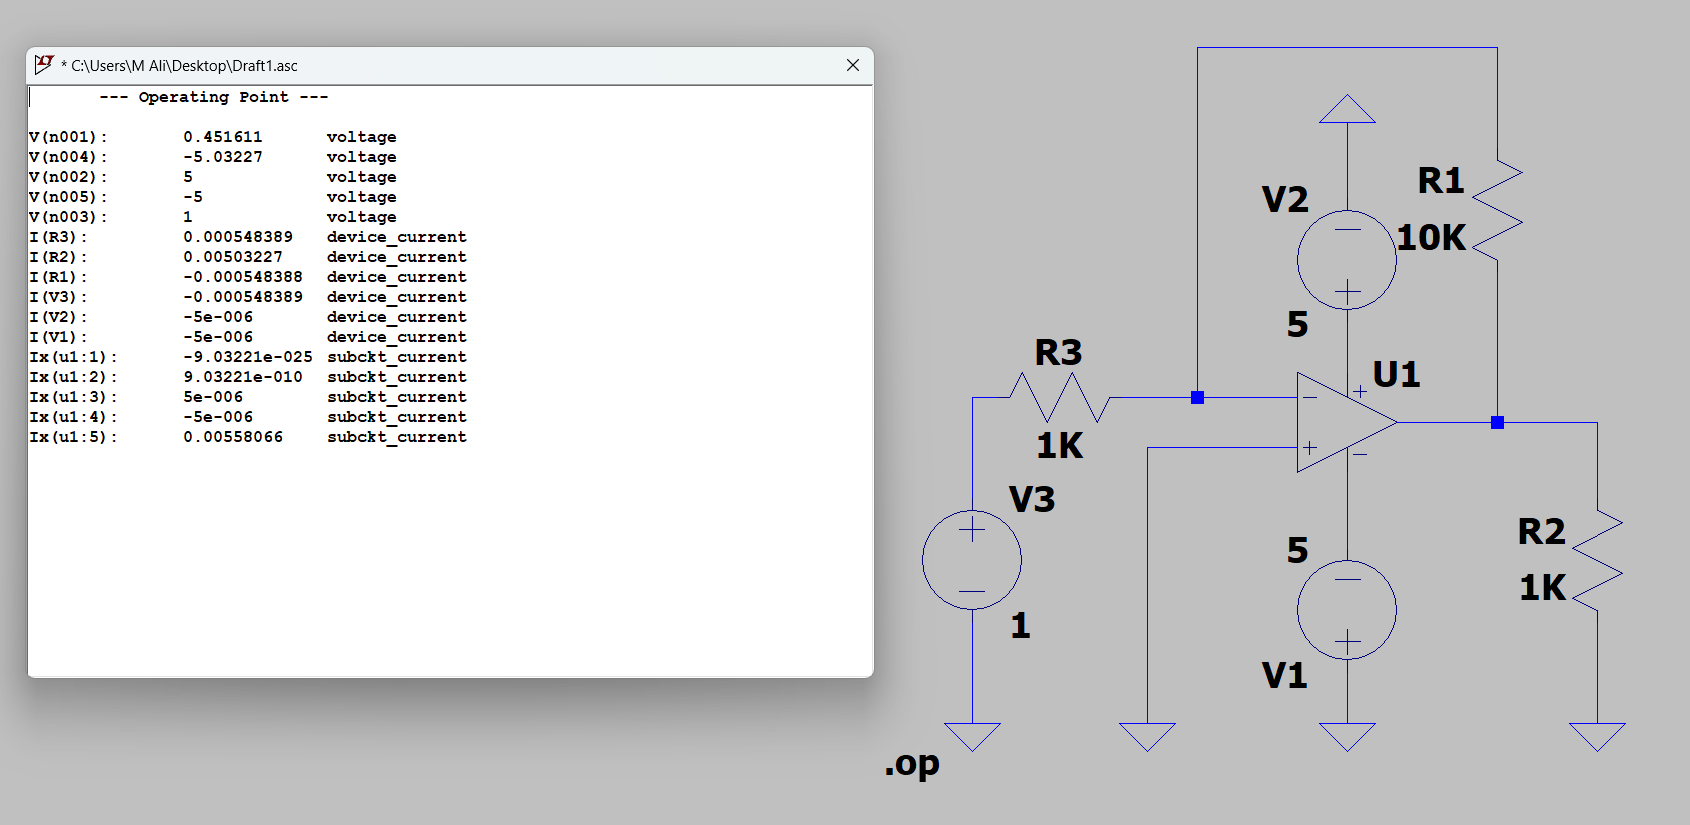 * C:\Users\M Ali\Desktop\Draft1.asc
--- Operating Point ---
V(n001): 0.451611 voltage
V(n004): -5.03227 voltage
V(n002): 5 voltage
V(n005): -5 voltage
V(n003): 1 voltage
I(R3): 0.000548389 device_current
I(R2): 0.00503227 device_current
I(R1): -0.000548388 device_current
I(V3): -0.000548389 device_current
I(V2): -5e-006 device_current
I(V1): -5e-006 device_current
Ix(u1:1): -9.03221e-025 subckt_current
Ix(u1:2): 9.03221e-010 subckt_current
Ix(u1:3): 5e-006 subckt_current
Ix(u1:4): -5e-006 subckt_current
Ix(u1:5): 0.00558066 subckt_current
R1
10K
V2
5
U1
R3
1K
V3
1
5
V1
R2
1K
.op